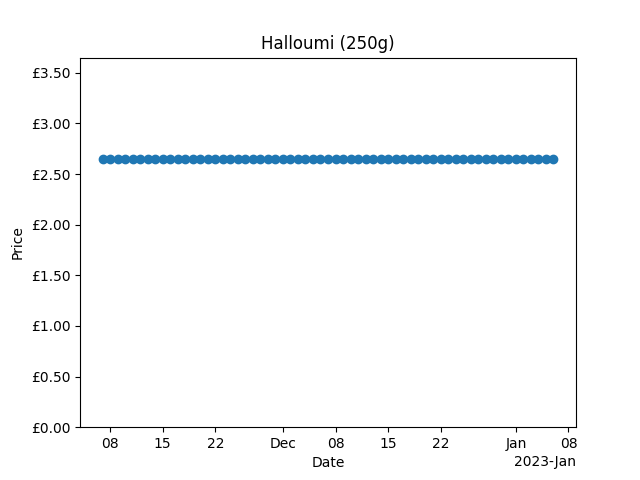 Halloumi (250g)
£3.50
£3.00
£2.50
£2.00
£1.50
£1.00
£0.50
£0.00
Price
08 15 22 Dec 08 15 22 Jan 08
Date
2023-Jan